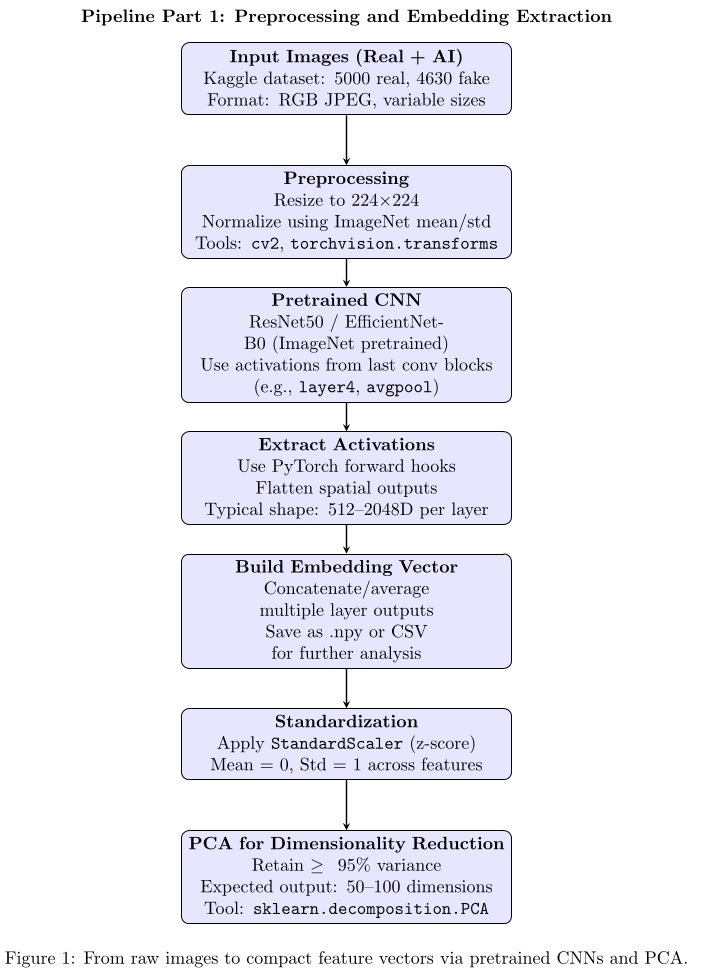 Pipeline Part 1: Preprocessing and Embedding Extraction
Input Images (Real + AI)
Kaggle dataset: 5000 real, 4630 fake
Format: RGB JPEG, variable sizes
Preprocessing
Resize to 224×224
Normalize using ImageNet mean/std
Tools: cv2, torchvision.transforms
Pretrained CNN
ResNet50 / EfficientNet-
B0 (ImageNet pretrained)
Use activations from last conv blocks
(e.g., layer4, avgpool)
Extract Activations
Use PyTorch forward hooks
Flatten spatial outputs
Typical shape: 512–2048D per layer
Build Embedding Vector
Concatenate/average
multiple layer outputs
Save as .npy or CSV
for further analysis
Standardization
Apply StandardScaler (z-score)
Mean = 0, Std = 1 across features
PCA for Dimensionality Reduction
Retain ≥ 95% variance
Expected output: 50–100 dimensions
Tool: sklearn.decomposition.PCA
Figure 1: From raw images to compact feature vectors via pretrained CNNs and PCA.